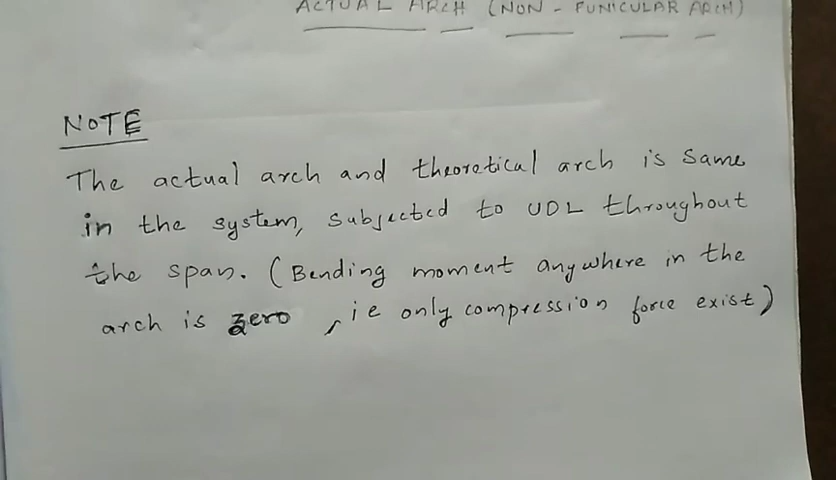 ACTUAL ARCH (NON - FUNICULAR ARCH)
NOTE
The actual arch and theoretical arch is same
in the system, subjected to UDL throughout
the span. (Bending moment anywhere in the
arch is zero, ie only compression force exist)